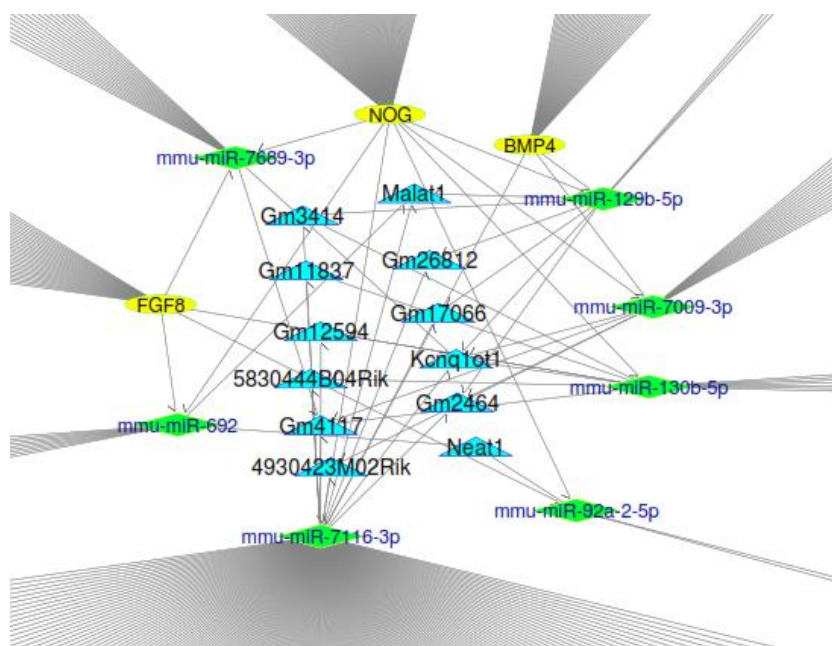 NOG
BMP4
mmu-miR-7689-3p
Malat1
mmu-miR-129b-5p
Gm3414
Gm26812
Gm11837
FGF8
mmu-miR-7009-3p
Gm17066
Gm12594
Kcnq1ot1
5830444B04Rik
mmu-miR-130b-5p
Gm2464
mmu-miR-692
Gm4117
Neat1
4930423M02Rik
mmu-miR-92a-2-5p
mmu-miR-7116-3p